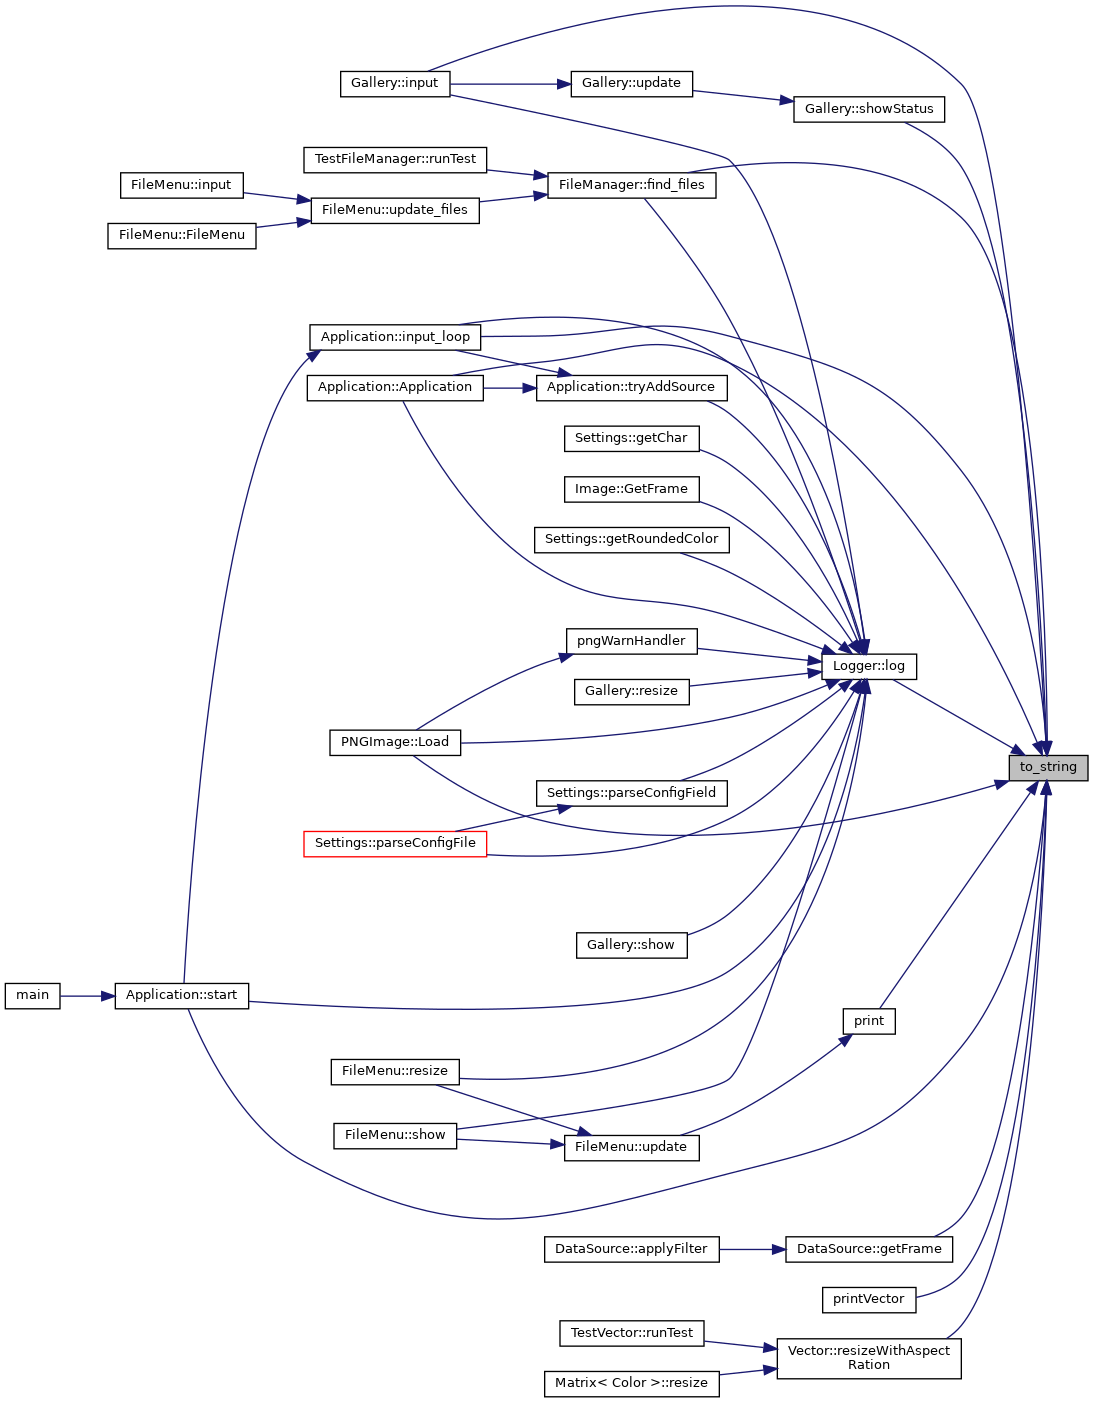 Gallery::input
Gallery::update
Gallery::showStatus
TestFileManager::runTest
FileMenu::input
FileManager::find_files
FileMenu::update_files
FileMenu::FileMenu
Application::input_loop
Application::Application
Application::tryAddSource
Settings::getChar
Image::GetFrame
Settings::getRoundedColor
pngWarnHandler
Logger::log
Gallery::resize
PNGImage::Load
to_string
Settings::parseConfigField
Settings::parseConfigFile
Gallery::show
main
Application::start
print
FileMenu::resize
FileMenu::show
FileMenu::update
DataSource::applyFilter
DataSource::getFrame
printVector
TestVector::runTest
Vector::resizeWithAspect
Ration
Matrix< Color >::resize